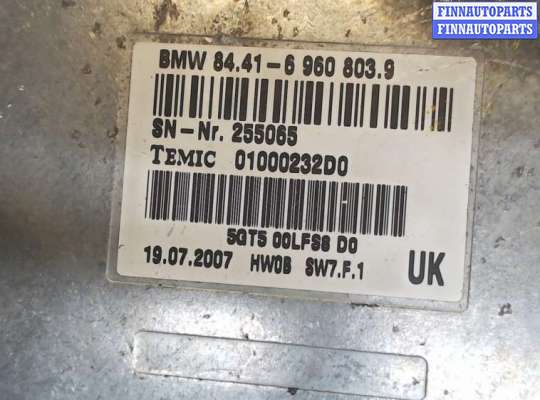 FINNAUTOPARTS
FINNAUTOPARTS
BMW 84.41-6 960 803.9
SN-Nr. 255065
TEMIC 01000232D0
5GT5 00LFS8 D0
19.07.2007 HW0B SW7.F.1 UK